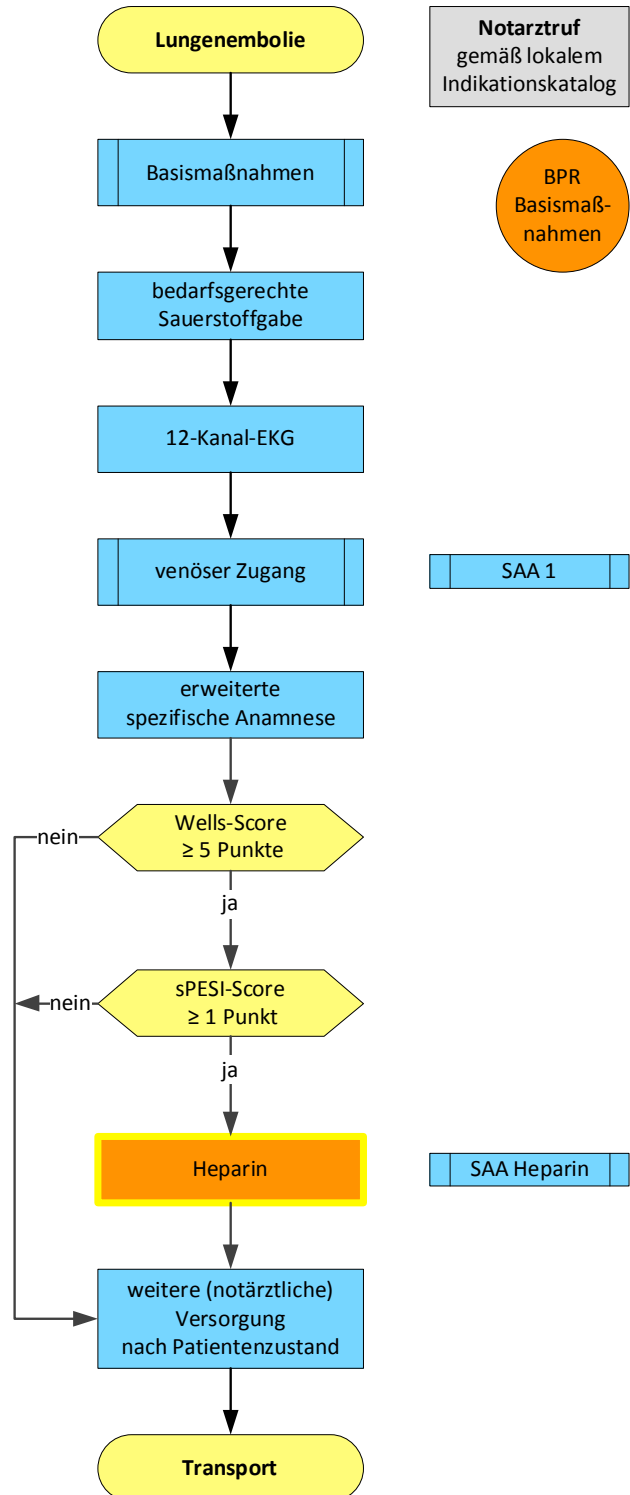 Lungenembolie
Notarztruf
gemäß lokalem
Indikationskatalog
Basismaßnahmen
BPR
Basismaß-
nahmen
bedarfsgerechte
Sauerstoffgabe
12-Kanal-EKG
venöser Zugang
SAA 1
erweiterte
spezifische Anamnese
Wells-Score
≥ 5 Punkte
nein
ja
sPESI-Score
≥ 1 Punkt
nein
ja
Heparin
SAA Heparin
weitere (notärztliche)
Versorgung
nach Patientenzustand
Transport